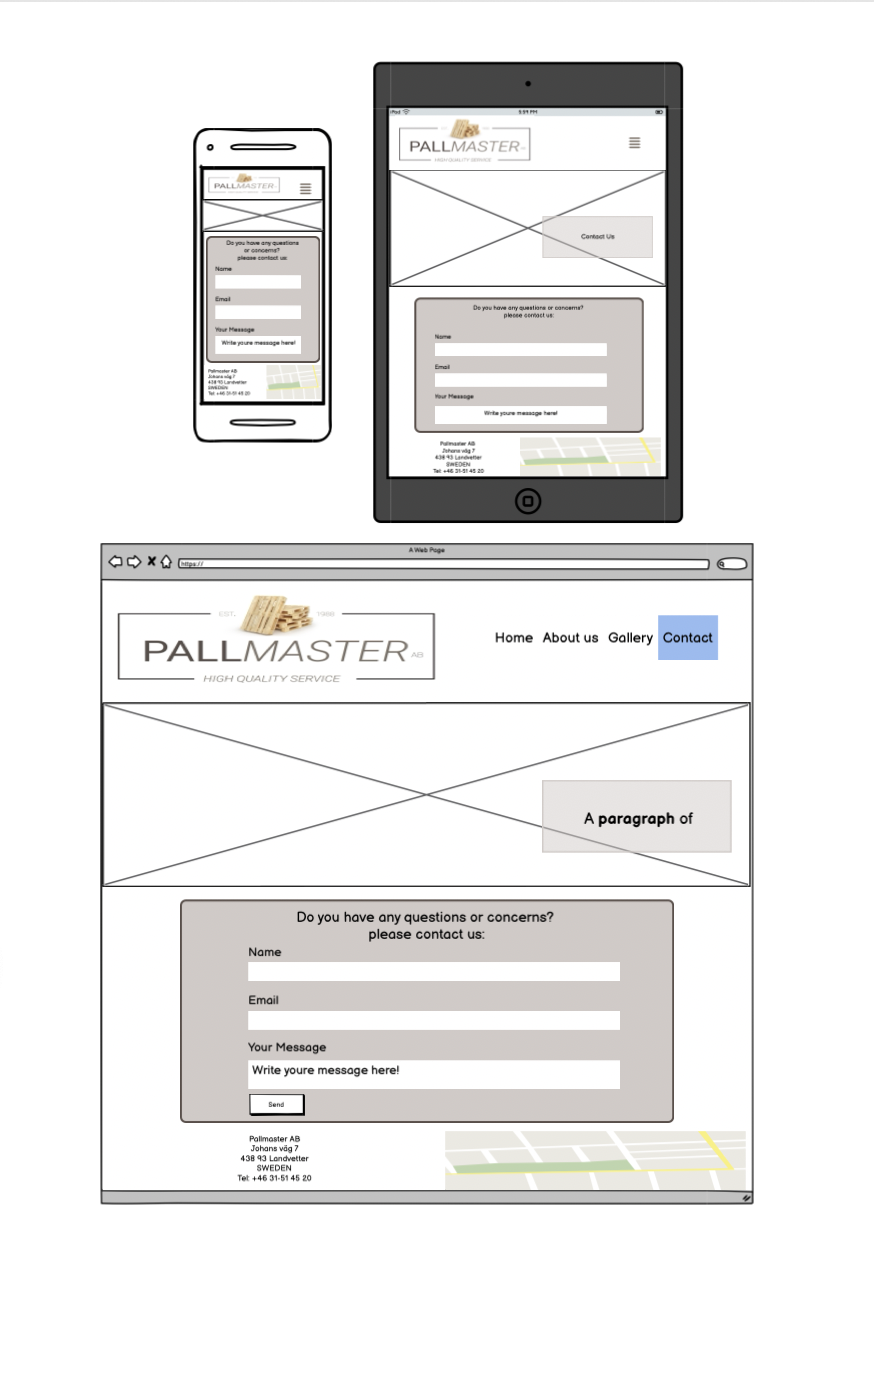 PALLMASTER
HIGH QUALITY SERVICE
Do you have any questions
or concerns?
please contact us:
Name
Email
Your Message
Write youre message here!
Pallmaster AB
Johans väg 7
438 93 Landvetter
SWEDEN
Tel: +46 31-51 45 20
iPad
5:59 PM
PALLMASTER
HIGH QUALITY SERVICE
Contact Us
Do you have any questions or concerns?
please contact us:
Name
Email
Your Message
Write youre message here!
Pallmaster AB
Johans väg 7
438 93 Landvetter
SWEDEN
Tel: +46 31-51 45 20
A Web Page
https://
EST. 1988
PALLMASTER AB
HIGH QUALITY SERVICE
Home About us Gallery Contact
A paragraph of
Do you have any questions or concerns?
please contact us:
Name
Email
Your Message
Write youre message here!
Send
Pallmaster AB
Johans väg 7
438 93 Landvetter
SWEDEN
Tel: +46 31-51 45 20